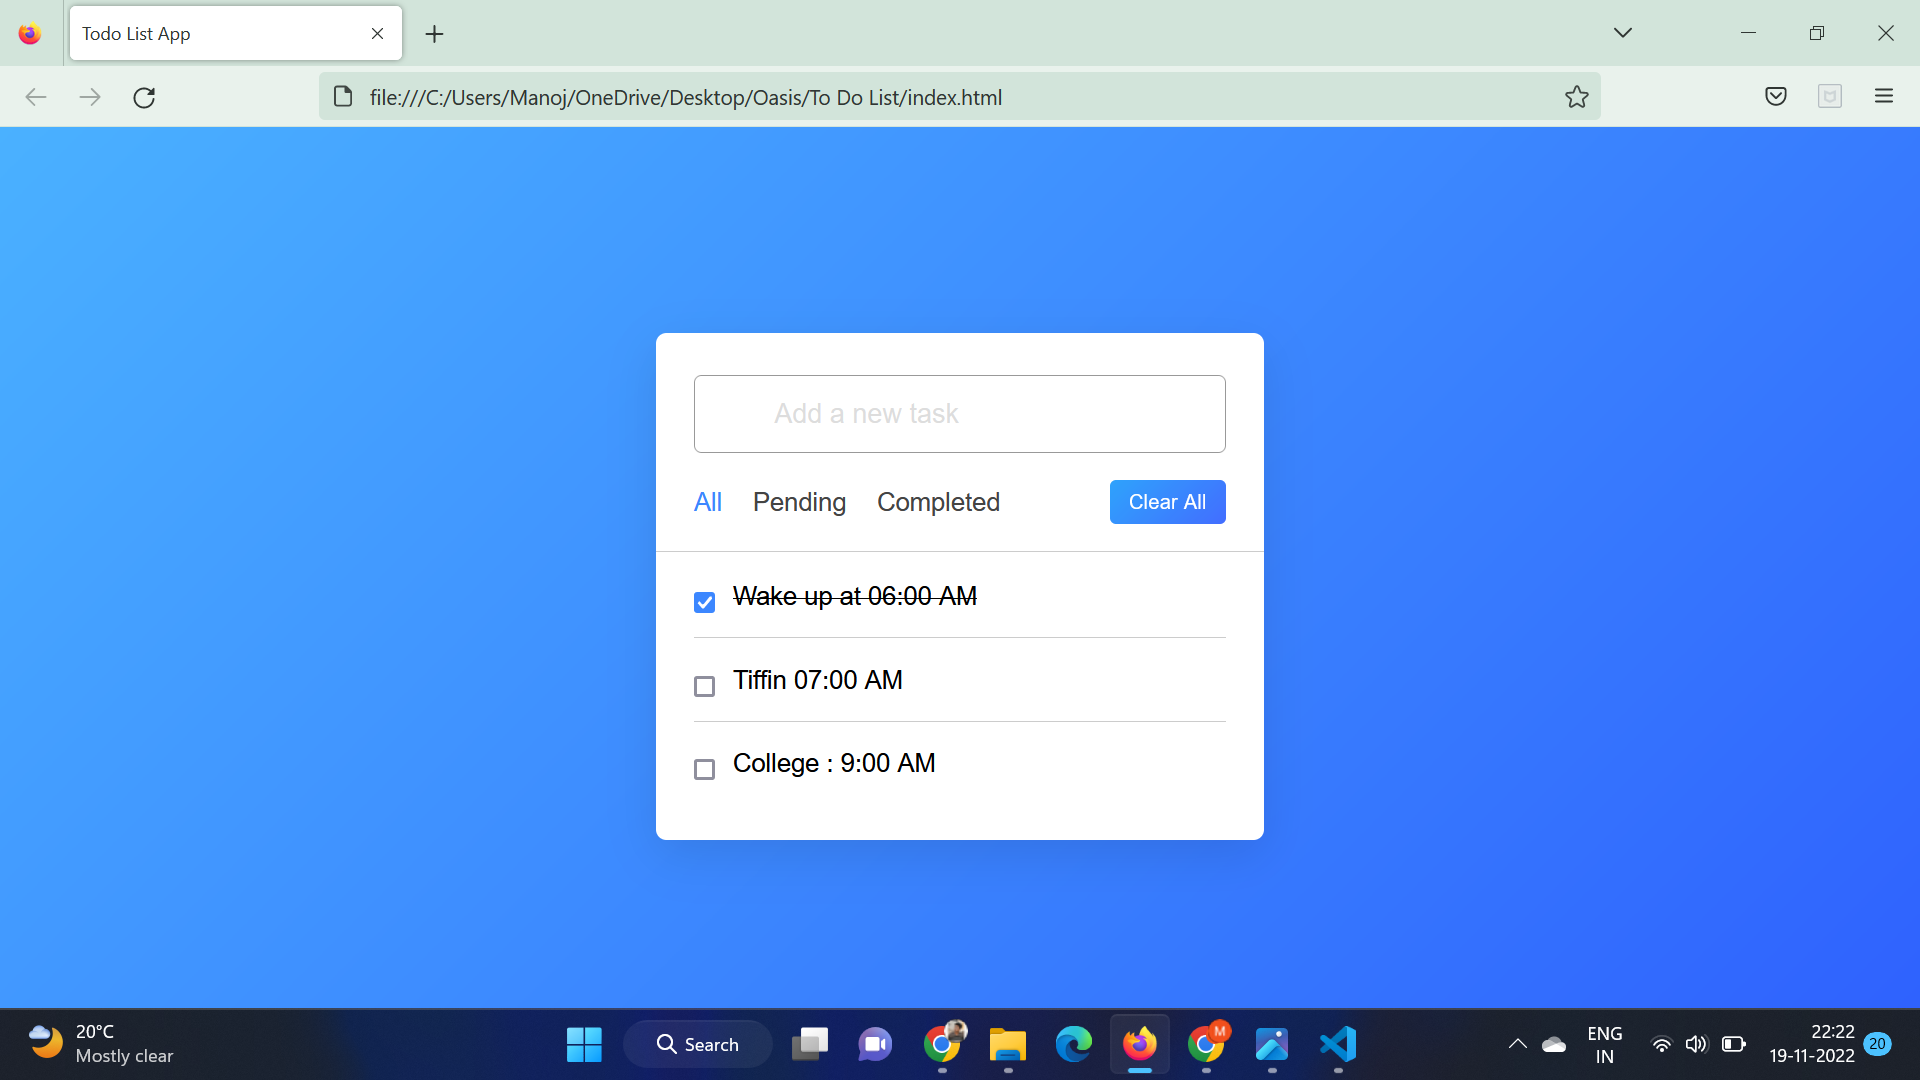 Todo List App
file:///C:/Users/Manoj/OneDrive/Desktop/Oasis/To Do List/index.html
Add a new task
All Pending Completed Clear All
Wake up at 06:00 AM
Tiffin 07:00 AM
College : 9:00 AM
20°C
Mostly clear
Search
M
ENG
IN
22:22
19-11-2022
20